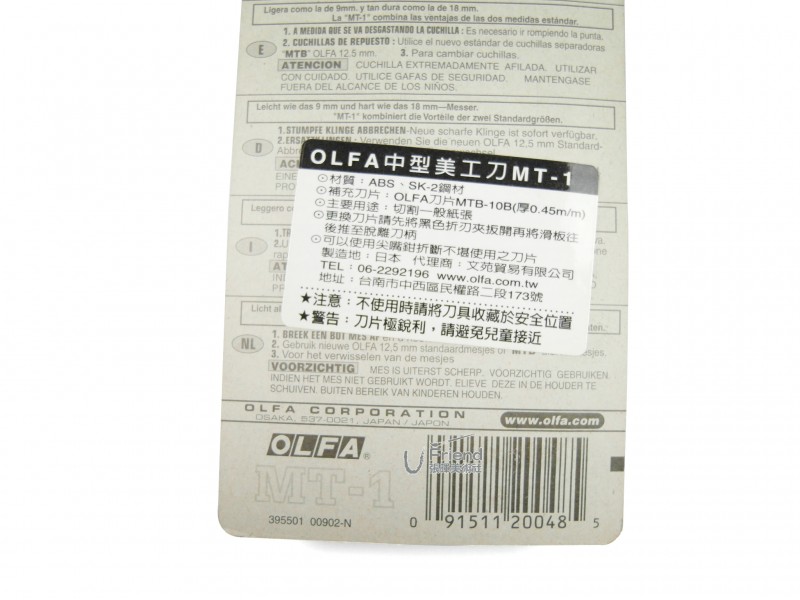 Ligera como la de 9mm. y tan dura como la de 18 mm.
La "MT-1" combina las ventajas de las dos medidas estándar.
E
1. A MEDIDA QUE SE VA DESGASTANDO LA CUCHILLA: Es necesario ir rompiendo la punta.
2. CUCHILLAS DE REPUESTO: Utilice el nuevo estándar de cuchillas separadoras
"MTB" OLFA 12.5 mm. 3. Para cambiar cuchillas.
ATENCION CUCHILLA EXTREMADAMENTE AFILADA. UTILIZAR
CON CUIDADO. UTILICE GAFAS DE SEGURIDAD. MANTENGASE
FUERA DEL ALCANCE DE LOS NIÑOS.
Leicht wie das 9 mm und hart wie das 18 mm—Messer.
"MT-1" kombiniert die Vorteile der zwei Standardgrößen.
D
1.STUMPFE KLINGE ABBRECHEN-Neue scharfe Klinge ist sofort verfügbar.
2.ERSATZKLINGEN - Verwenden Sie die neuen OLFA 12,5 mm Standard-
OLFA中型美工刀MT-1
⊙材質：ABS、SK-2鋼材
⊙補充刀片：OLFA刀片MTB-10B(厚0.45m/m)
⊙主要用途：切割一般紙張
⊙更換刀片請先將黑色折刃夾扳開再將滑板往
後推至脫離刀柄
⊙可以使用尖嘴鉗折斷不堪使用之刀片
製造地：日本 代理商：文苑貿易有限公司
TEL：06-2292196 www.olfa.com.tw
地址：台南市中西區民權路二段173號
★注意：不使用時請將刀具收藏於安全位置
★警告：刀片極銳利，請避免兒童接近
I
Licht als
NL
1. BREEK EEN BOT MES AF
2. Gebruik nieuwe OLFA 12,5 mm standaardmesjes
3. Voor het verwisselen van de mesjes
VOORZICHTIG MES IS UITERST SCHERP. VOORZICHTIG GEBRUIKEN.
INDIEN HET MES NIET GEBRUIKT WORDT. ELIEVE DEZE IN DE HOUDER TE
SCHUIVEN. BUITEN BEREIK VAN KINDEREN HOUDEN.
OLFA CORPORATION
OSAKA, 537-0021, JAPAN / JAPON
www.olfa.com
OLFA®
U Friend
MT-1
395501 00902-N
0 91511 20048 5